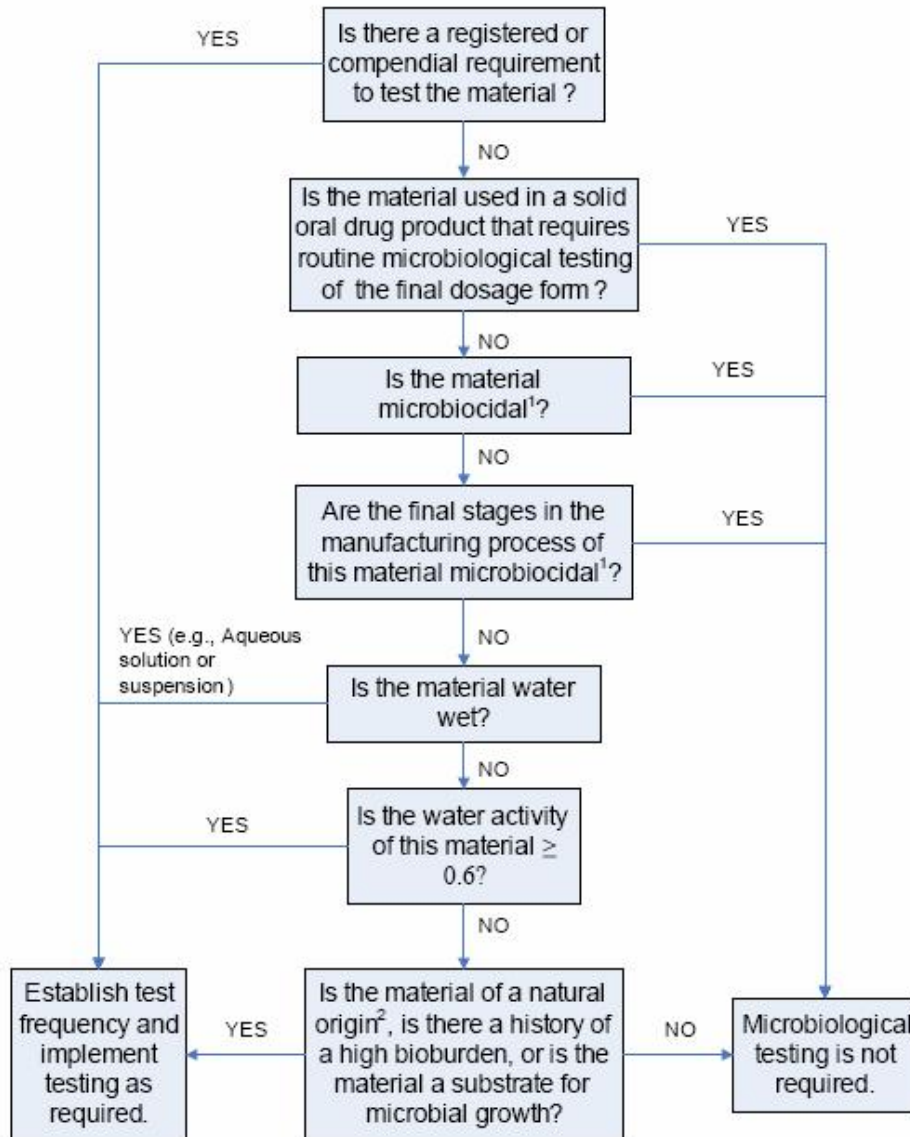 YES
Is there a registered or
compendial requirement
to test the material ?
NO
Is the material used in a solid
oral drug product that requires
routine microbiological testing
of the final dosage form ?
YES
NO
Is the material
microbiocidal¹?
YES
NO
Are the final stages in the
manufacturing process of
this material microbiocidal¹?
YES
NO
YES (e.g., Aqueous
solution or
suspension)
Is the material water
wet?
NO
YES
Is the water activity
of this material ≥
0.6?
NO
Establish test
frequency and
implement
testing as
required.
YES
Is the material of a natural
origin², is there a history of
a high bioburden, or is the
material a substrate for
microbial growth?
NO
Microbiological
testing is not
required.